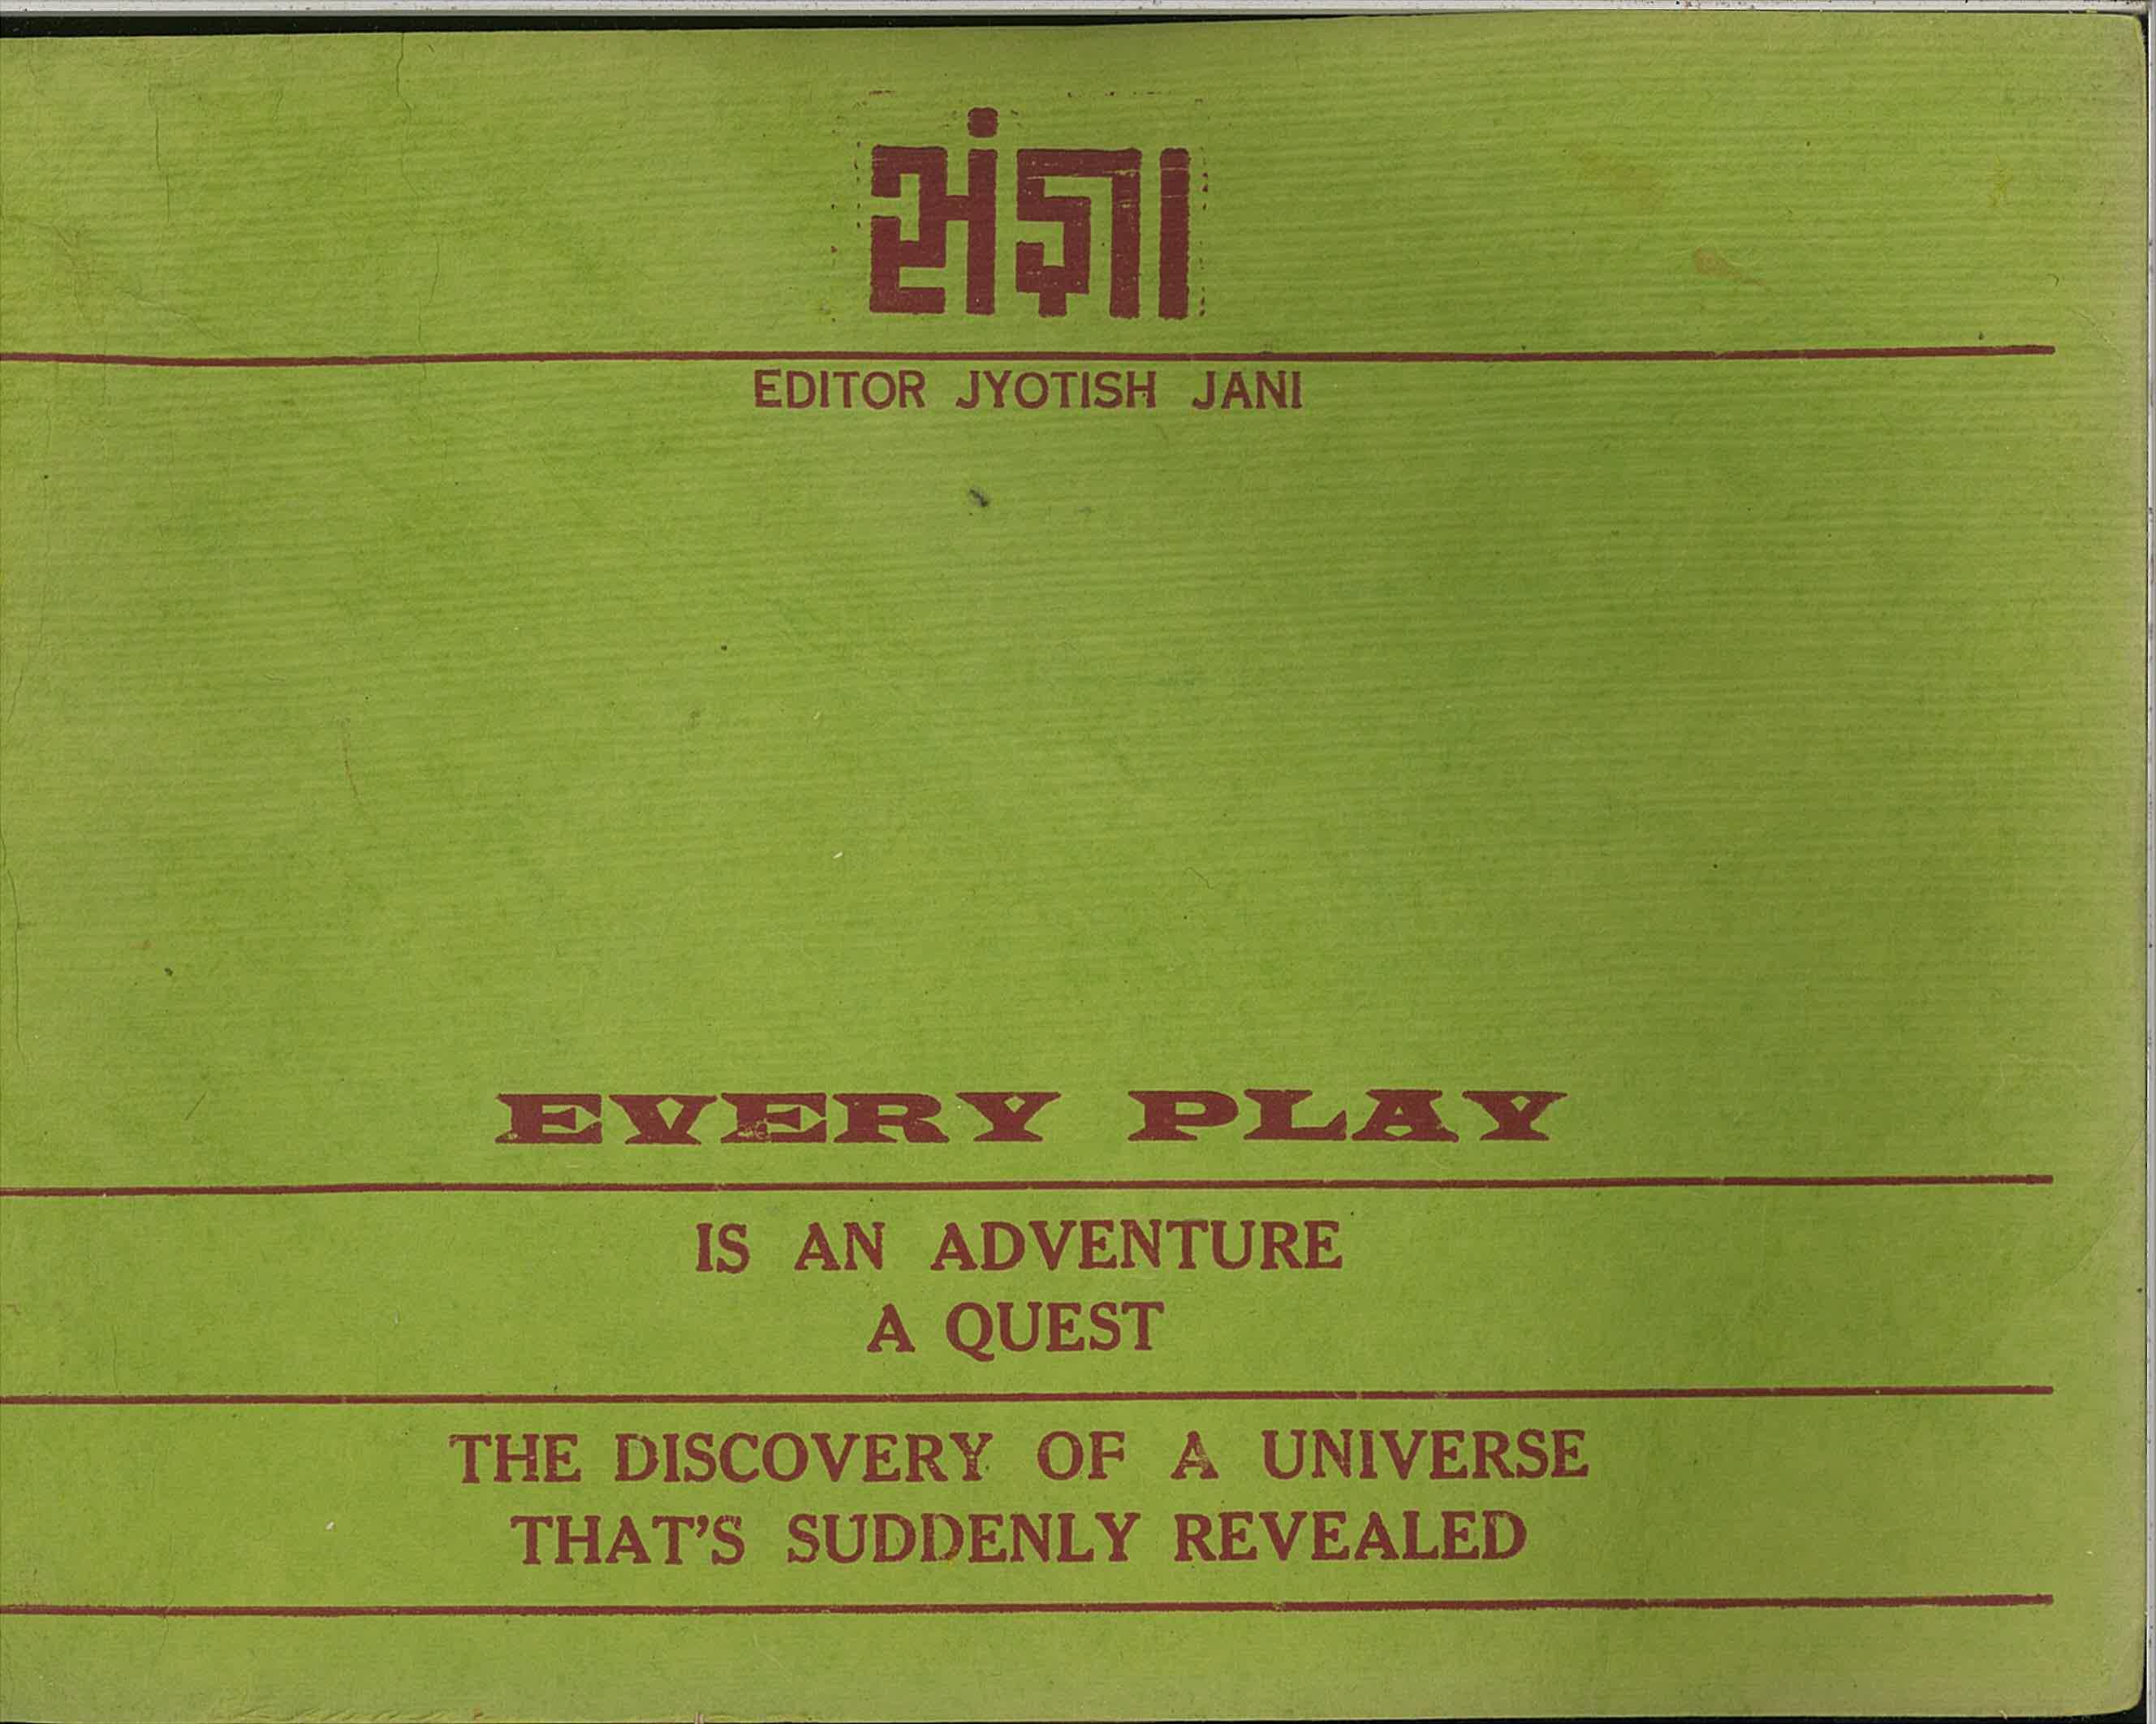 સંજ્ઞા
EDITOR JYOTISH JANI
EVERY PLAY
IS AN ADVENTURE
A QUEST
THE DISCOVERY OF A UNIVERSE
THAT'S SUDDENLY REVEALED